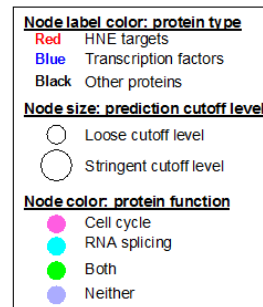 Node label color: protein type
Red HNE targets
Blue Transcription factors
Black Other proteins
Node size: prediction cutoff level
Loose cutoff level
Stringent cutoff level
Node color: protein function
Cell cycle
RNA splicing
Both
Neither